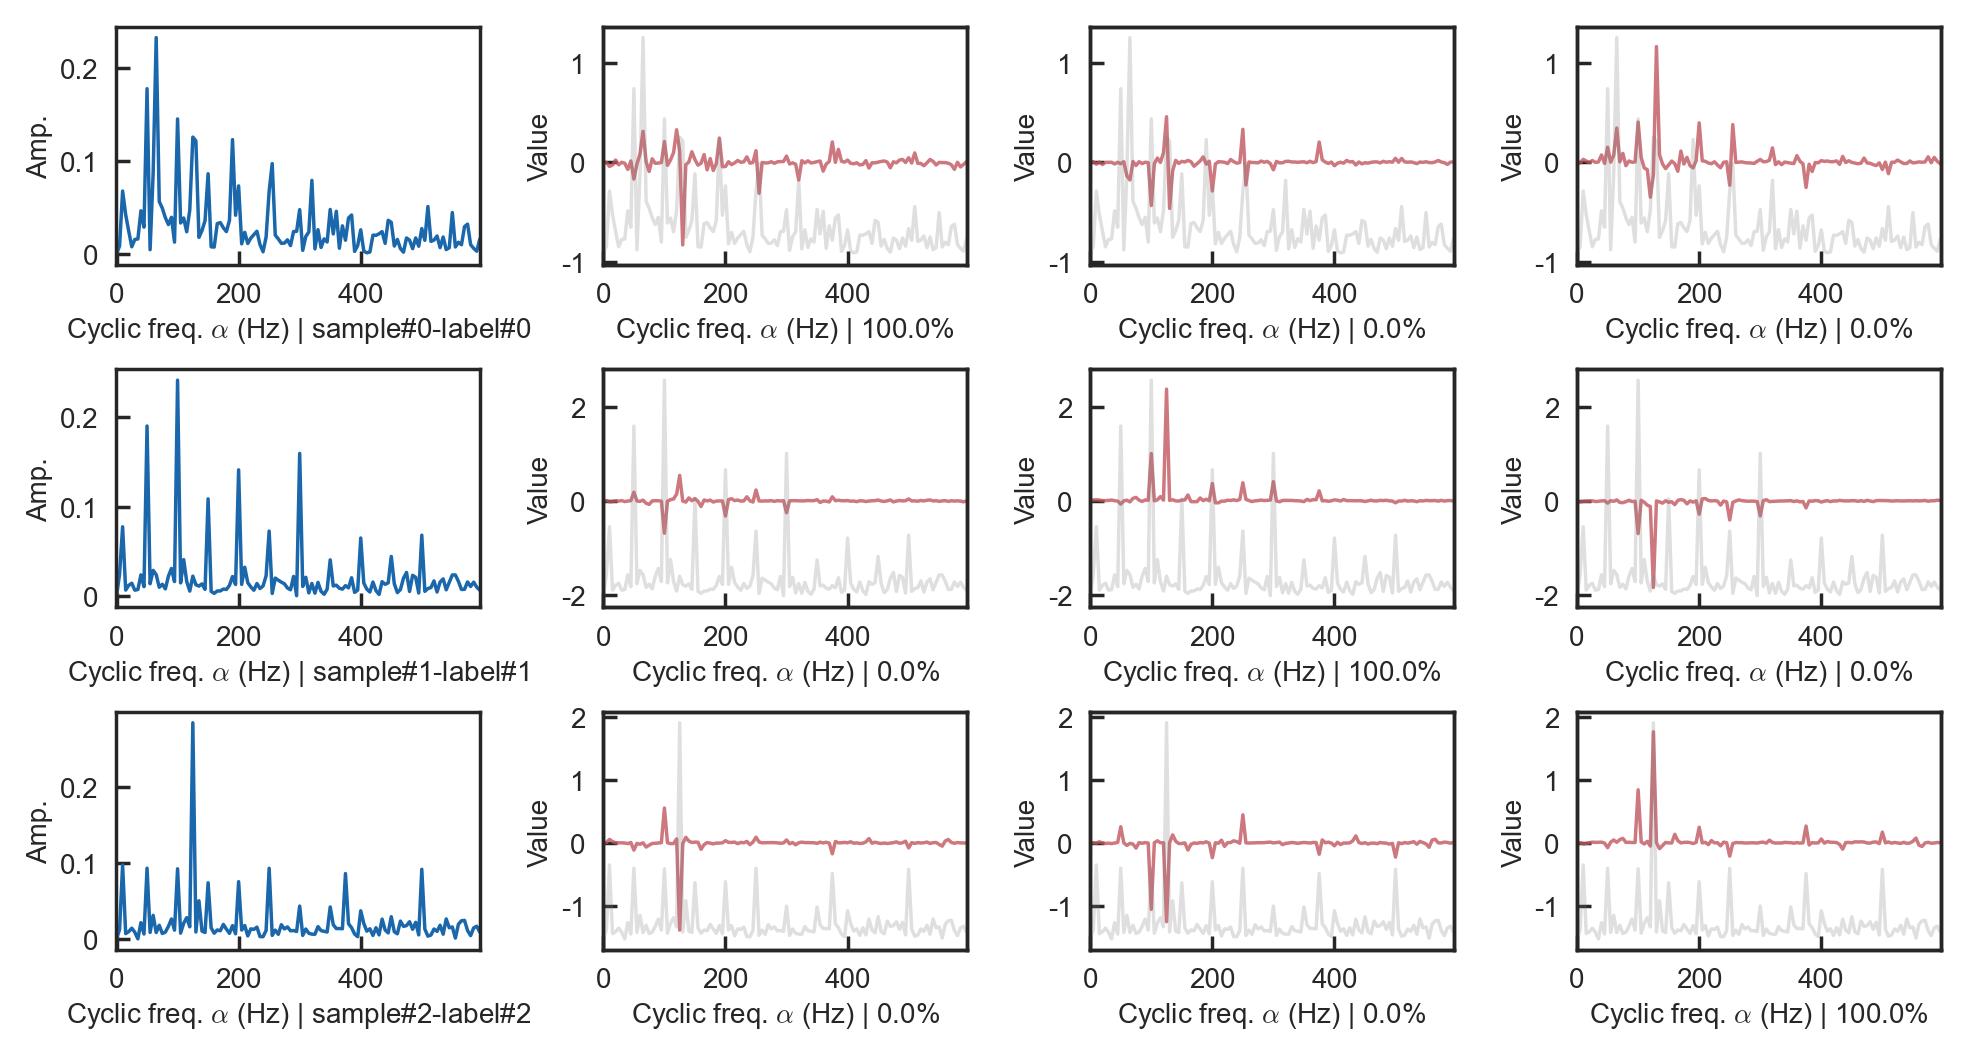 Amp.
0.2
0.1
0
0 200 400
Cyclic freq. α (Hz) | sample#0-label#0
Value
1
0
-1
0 200 400
Cyclic freq. α (Hz) | 100.0%
Value
1
0
-1
0 200 400
Cyclic freq. α (Hz) | 0.0%
Value
1
0
-1
0 200 400
Cyclic freq. α (Hz) | 0.0%
Amp.
0.2
0.1
0
0 200 400
Cyclic freq. α (Hz) | sample#1-label#1
Value
2
0
-2
0 200 400
Cyclic freq. α (Hz) | 0.0%
Value
2
0
-2
0 200 400
Cyclic freq. α (Hz) | 100.0%
Value
2
0
-2
0 200 400
Cyclic freq. α (Hz) | 0.0%
Amp.
0.2
0.1
0
0 200 400
Cyclic freq. α (Hz) | sample#2-label#2
Value
2
1
0
-1
0 200 400
Cyclic freq. α (Hz) | 0.0%
Value
2
1
0
-1
0 200 400
Cyclic freq. α (Hz) | 0.0%
Value
2
1
0
-1
0 200 400
Cyclic freq. α (Hz) | 100.0%